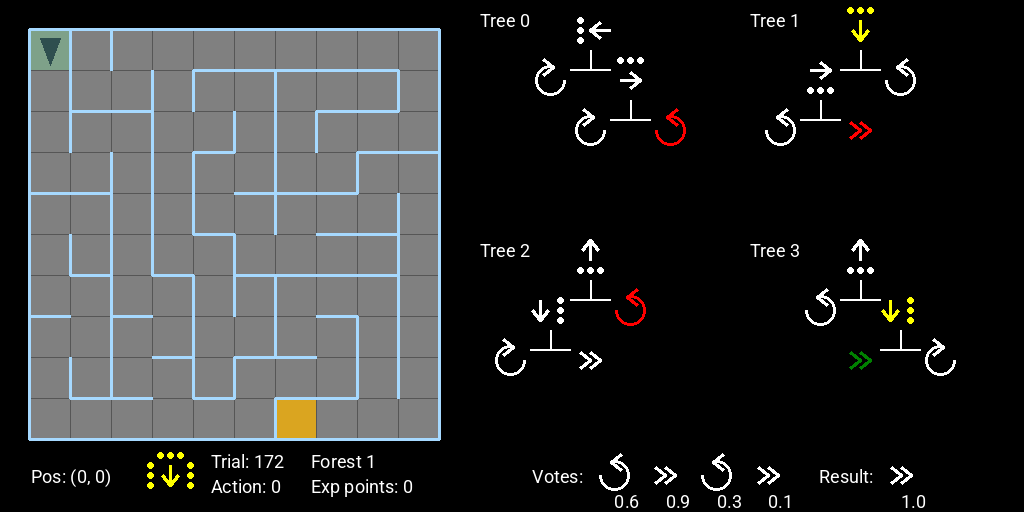 Tree 0
Tree 1
Tree 2
Tree 3
Pos: (0, 0)
Trial: 172
Forest 1
Action: 0
Exp points: 0
Votes:
0.6
0.9
0.3
0.1
Result:
1.0